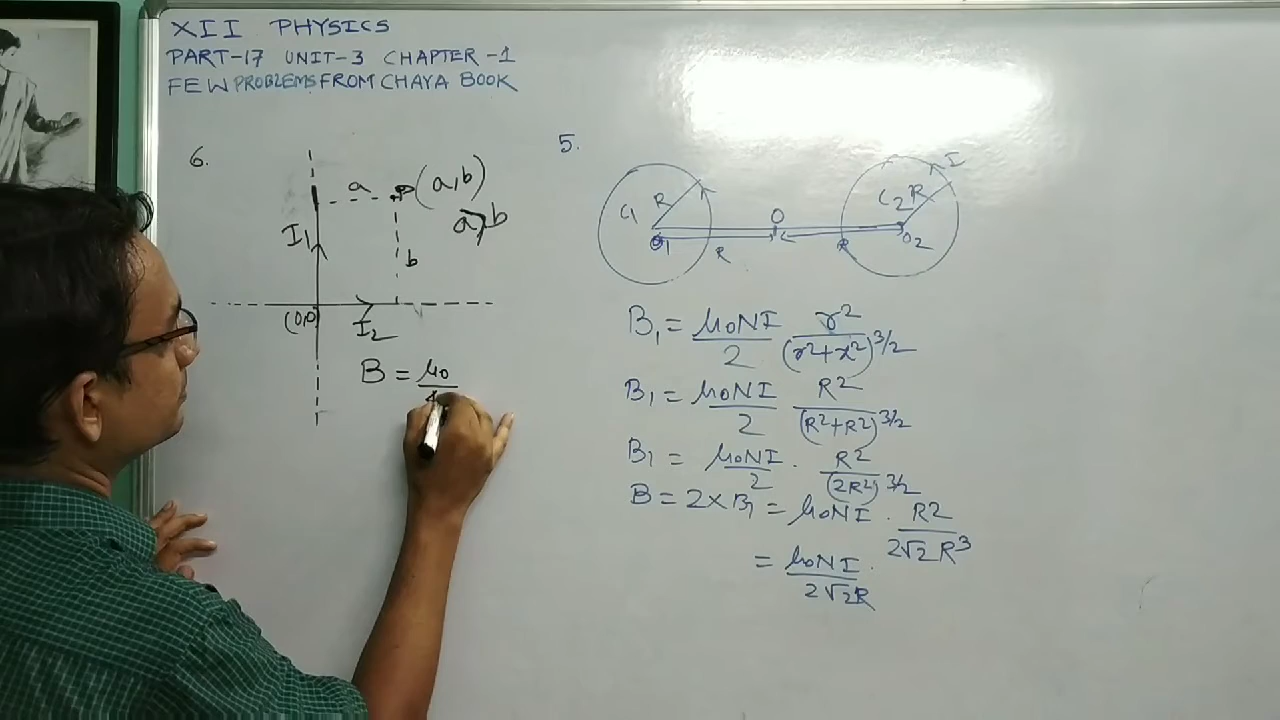 XII PHYSICS
PART-17 UNIT-3 CHAPTER-1
FEW PROBLEMS FROM CHAYA BOOK
6.
a P (a,b)
a>b
I₁
b
(0,0)
I₂
B = μ₀/4
5.
C₁ R O C₂ R I
O₁ R R O₂
B₁ = μ₀NI/2 r²/(r²+x²)^3/2
B₁ = μ₀NI/2 R²/(R²+R²)^3/2
B₁ = μ₀NI/2 . R²/(2R²)^3/2
B = 2×B₁ = μ₀NI . R²/2√2 R³
= μ₀NI/2√2R .